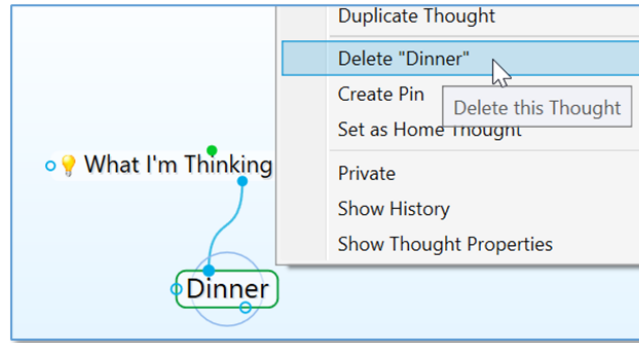 Duplicate Thought
Delete "Dinner"
Create Pin
Delete this Thought
Set as Home Thought
What I'm Thinking
Private
Show History
Show Thought Properties
Dinner